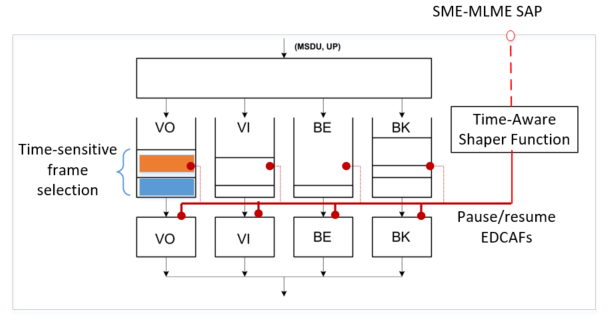 SME-MLME SAP
(MSDU, UP)
VO
VI
BE
BK
Time-Aware
Shaper Function
Time-sensitive
frame
selection
Pause/resume
EDCAFs
VO
VI
BE
BK